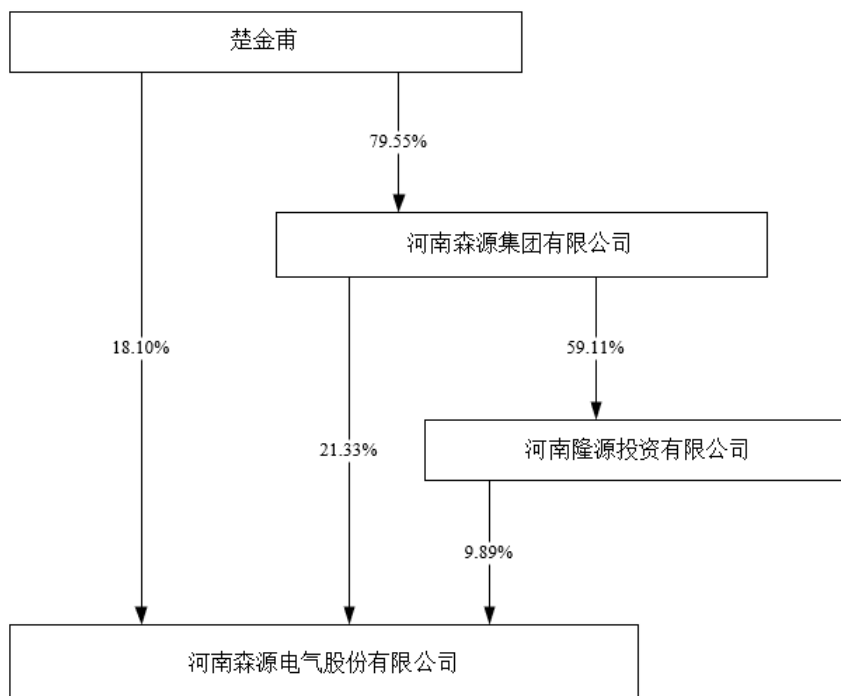 楚金甫
79.55%
河南森源集团有限公司
18.10%
59.11%
21.33%
河南隆源投资有限公司
9.89%
河南森源电气股份有限公司